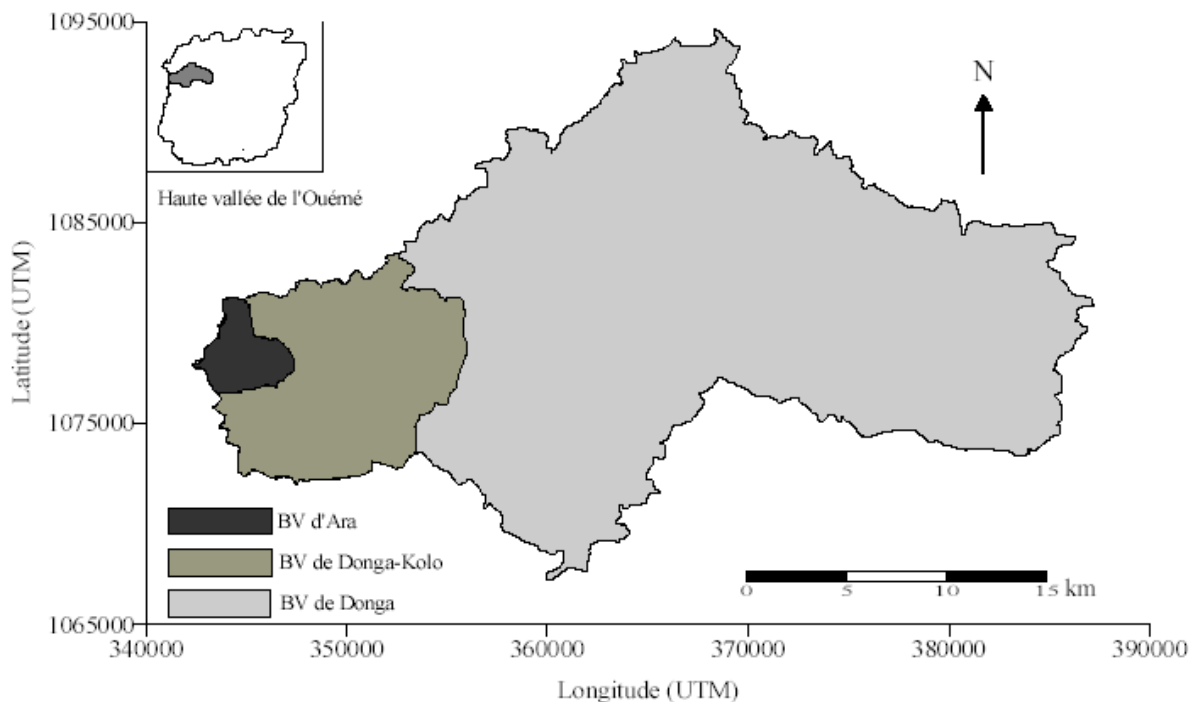 1095000
N
Haute vallée de l'Ouémé
1085000
Latitude (UTM)
1075000
BV d'Ara
BV de Donga-Kolo
BV de Donga
0 5 10 15 km
1065000
340000 350000 360000 370000 380000 390000
Longitude (UTM)